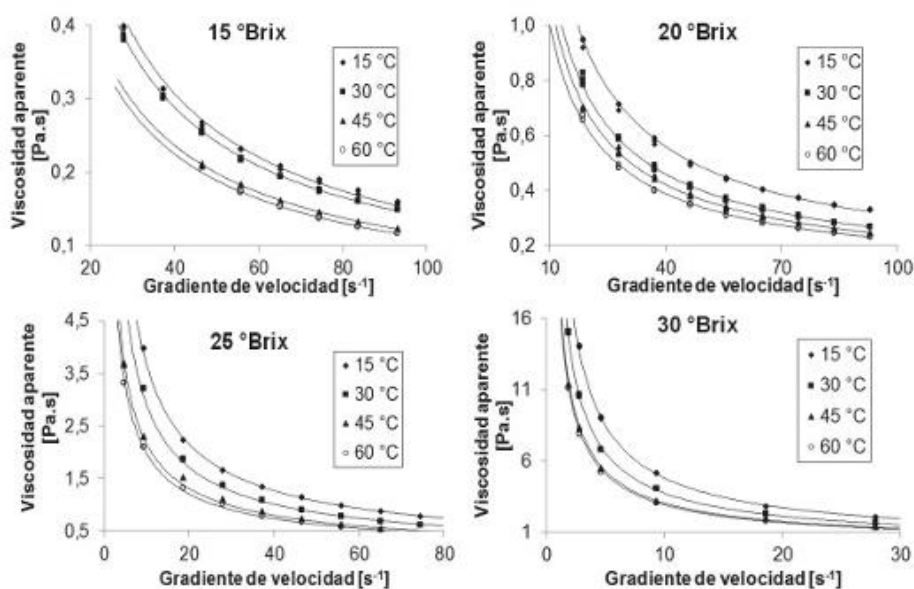 15 °Brix
Viscosidad aparente
[Pa.s]
0,4
0,3
0,2
0,1
20
40
60
80
100
Gradiente de velocidad [s⁻¹]
15 °C
30 °C
45 °C
60 °C
20 °Brix
Viscosidad aparente
[Pa.s]
1,0
0,8
0,6
0,4
0,2
10
40
70
100
Gradiente de velocidad [s⁻¹]
15 °C
30 °C
45 °C
60 °C
25 °Brix
Viscosidad aparente
[Pa.s]
4,5
3,5
2,5
1,5
0,5
0
20
40
60
80
Gradiente de velocidad [s⁻¹]
15 °C
30 °C
45 °C
60 °C
30 °Brix
Viscosidad aparente
[Pa.s]
16
11
6
1
0
10
20
30
Gradiente de velocidad [s⁻¹]
15 °C
30 °C
45 °C
60 °C